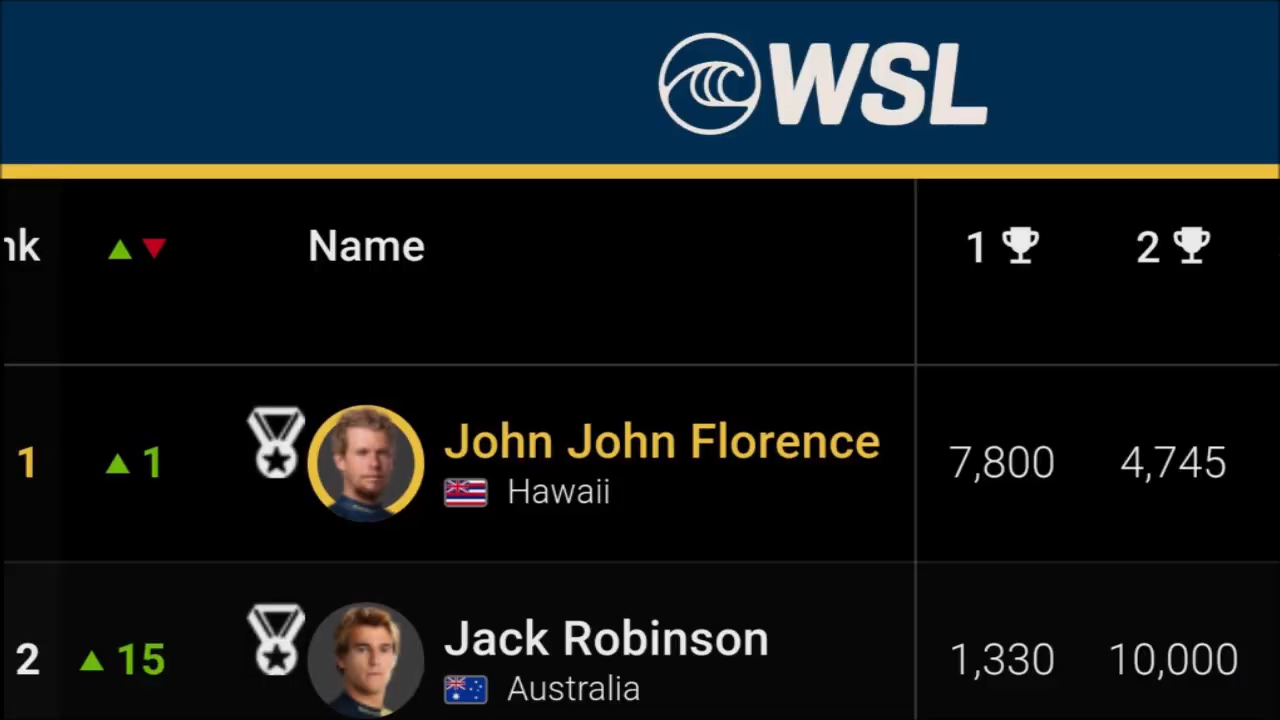 WSL
nk Name 1 2
1 1 John John Florence 7,800 4,745
Hawaii
2 15 Jack Robinson 1,330 10,000
Australia